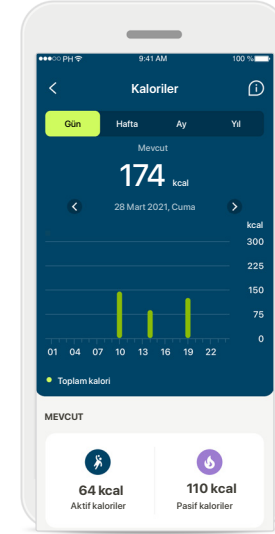 PH 9:41 AM 100 %
Kaloriler
Gün Hafta Ay Yıl
Mevcut
174 kcal
28 Mart 2021, Cuma
kcal
300
225
150
75
0
01 04 07 10 13 16 19 22
Toplam kalori
MEVCUT
64 kcal 110 kcal
Aktif kaloriler Pasif kaloriler